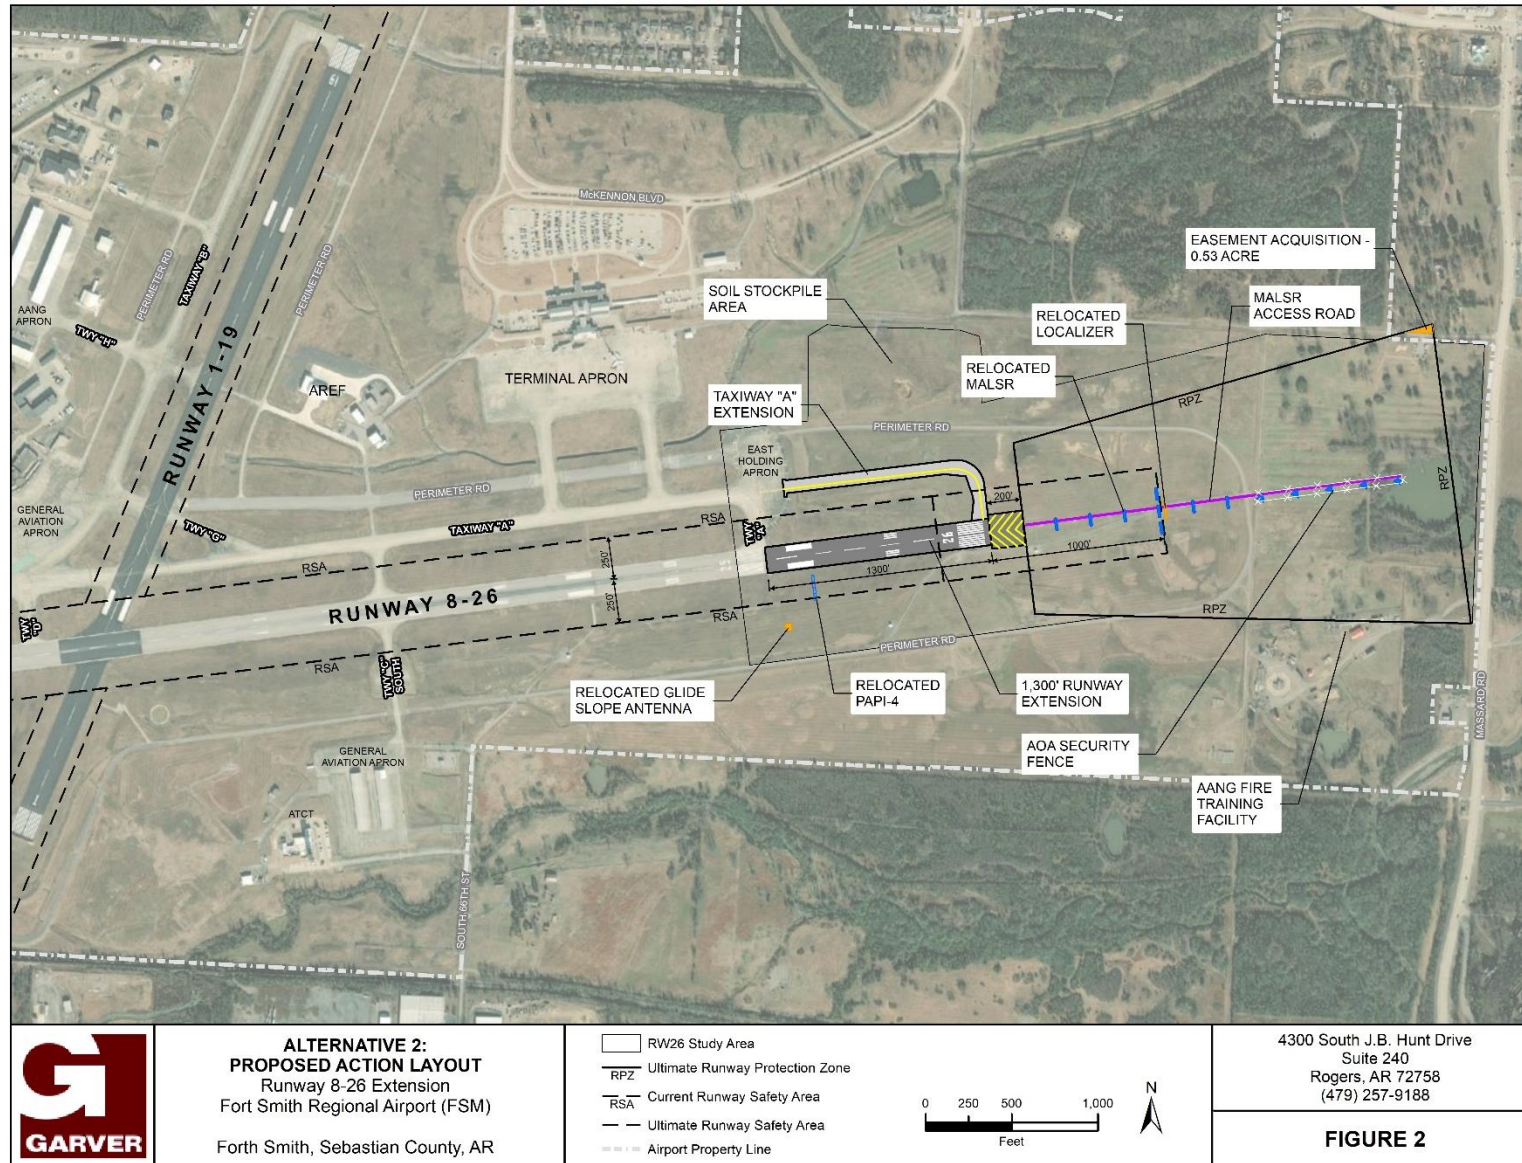 McKENNON BLVD
EASEMENT ACQUISITION -
0.53 ACRE
SOIL STOCKPILE
AREA
RELOCATED
LOCALIZER
MALSR
ACCESS ROAD
PERIMETER RD
TAXIWAY "B"
PERIMETER RD
AANG
APRON
TWY "H"
RUNWAY 1-19
AREF
TERMINAL APRON
RELOCATED
MALSR
TAXIWAY "A"
EXTENSION
RPZ
PERIMETER RD
EAST
HOLDING
APRON
PERIMETER RD
RPZ
GENERAL
AVIATION APRON
TWY "G"
TAXIWAY "A"
RSA
TWY
"A"
200'
26
1000'
250'
250'
1300'
RSA
RUNWAY 8-26
TWY
"D"
RSA
RSA
RPZ
PERIMETER RD
TWY "C"
SOUTH
RELOCATED GLIDE
SLOPE ANTENNA
RELOCATED
PAPI-4
1,300' RUNWAY
EXTENSION
MASSARD RD
AOA SECURITY
FENCE
GENERAL
AVIATION APRON
AANG FIRE
TRAINING
FACILITY
1
ATCT
SOUTH 66TH ST
G
GARVER
ALTERNATIVE 2:
PROPOSED ACTION LAYOUT
Runway 8-26 Extension
Fort Smith Regional Airport (FSM)
Forth Smith, Sebastian County, AR
RW26 Study Area
RPZ Ultimate Runway Protection Zone
RSA Current Runway Safety Area
Ultimate Runway Safety Area
Airport Property Line
0 250 500 1,000
Feet
N
4300 South J.B. Hunt Drive
Suite 240
Rogers, AR 72758
(479) 257-9188
FIGURE 2